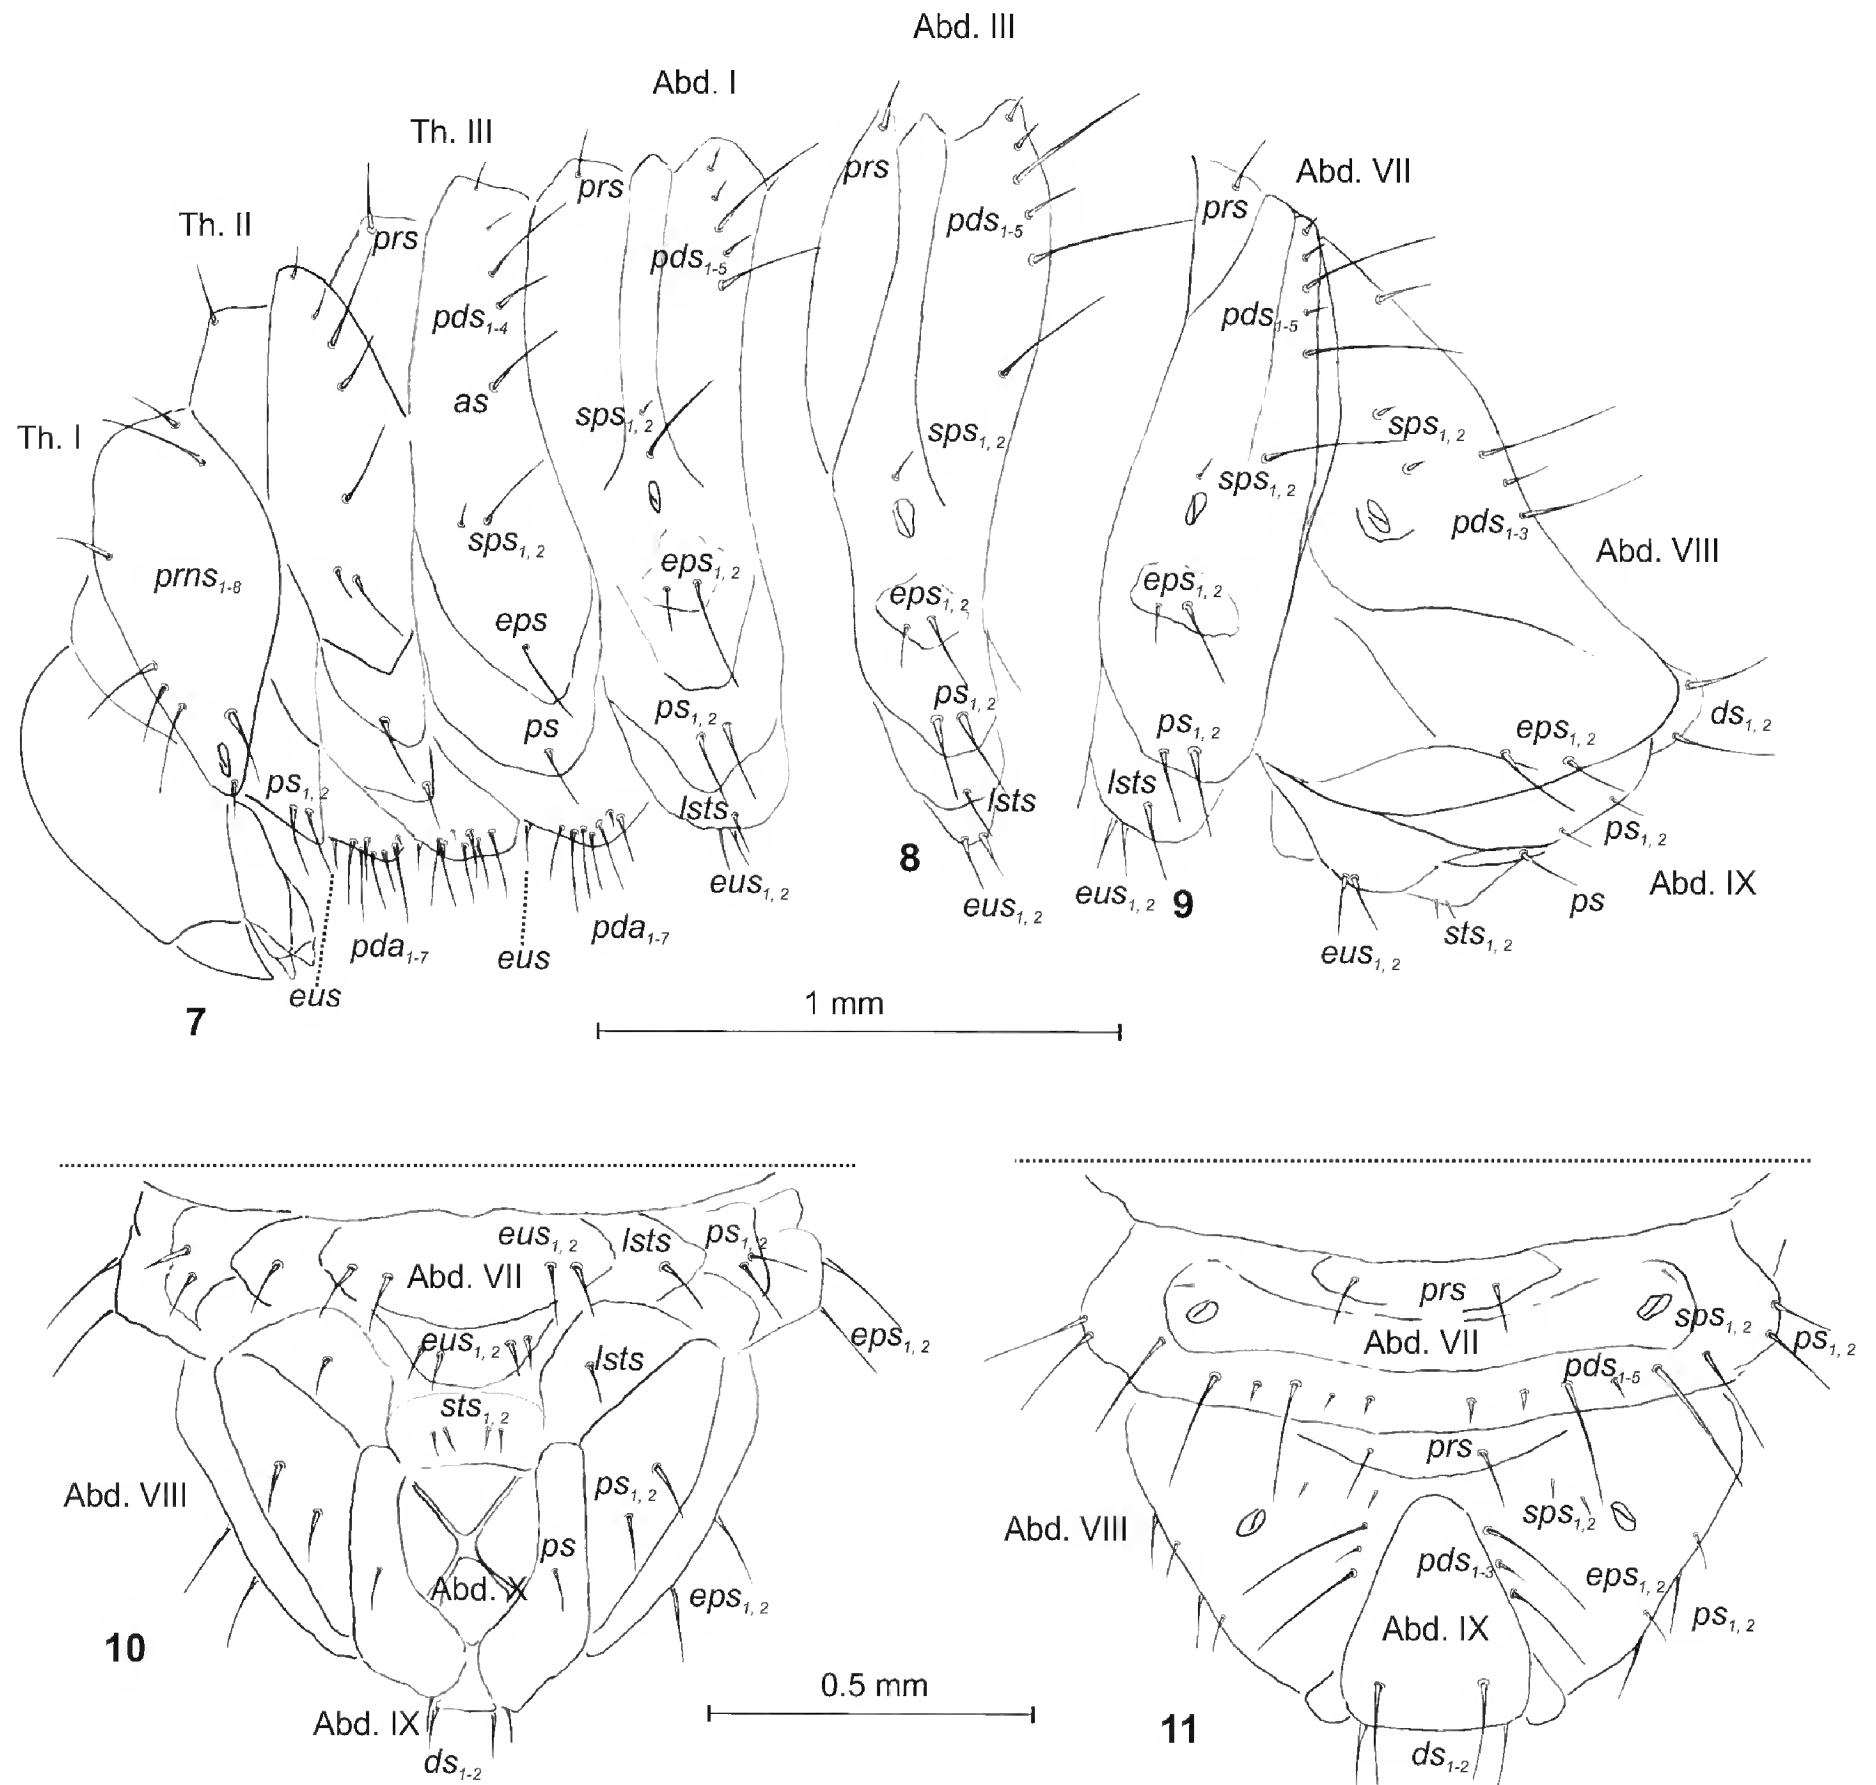 Abd. III
Abd. I
Th. III
Abd. VII
Th. II
prs
prs
prs
prs
pds1-5
pds1-5
pds1-4
pds1-5
as
sps1, 2
sps1, 2
sps1, 2
sps1, 2
Th. I
sps1, 2
pds1-3
Abd. VIII
prns1-8
eps
eps1, 2
eps1, 2
eps1, 2
ps
ps1, 2
ps1, 2
ps1, 2
eps1, 2
ds1, 2
ps1, 2
lsts
lsts
lsts
ps1, 2
8
eus1, 2
eus1, 2
eus1, 2
9
ps
Abd. IX
pda1-7
eus
pda1-7
eus
eus1, 2
sts1, 2
7
1 mm
eus1, 2
lsts
ps1, 2
Abd. VII
eus1, 2
lsts
eps1, 2
sts1, 2
Abd. VIII
ps1, 2
ps
Abd. X
eps1, 2
10
Abd. IX
ds1-2
0.5 mm
prs
sps1, 2
Abd. VII
ps1, 2
pds1-5
prs
Abd. VIII
sps1,2
pds1-3
eps1, 2
ps1, 2
Abd. IX
11
ds1-2